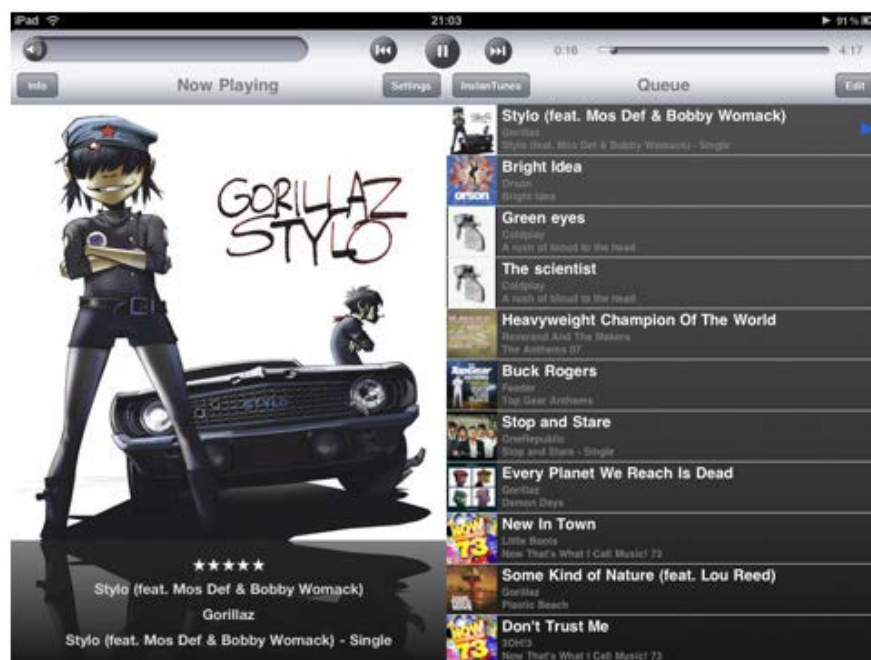 iPad
21:03
91%
0:16
4:17
Info
Now Playing
Settings
InstanTunes
Queue
Edit
GORILLAZ
STYLO
STYLO
★★★★★
Stylo (feat. Mos Def & Bobby Womack)
Gorillaz
Stylo (feat. Mos Def & Bobby Womack) - Single
Stylo (feat. Mos Def & Bobby Womack)
Gorillaz
Stylo (feat. Mos Def & Bobby Womack) - Single
Bright Idea
Orson
Bright Idea
orson
Green eyes
Coldplay
A rush of blood to the head
The scientist
Coldplay
A rush of blood to the head
Heavyweight Champion Of The World
Reverend And The Makers
The Anthems 07
Buck Rogers
Feeder
Top Gear Anthems
TopGear
Stop and Stare
OneRepublic
Stop and Stare - Single
Every Planet We Reach Is Dead
Gorillaz
Demon Days
New In Town
Little Boots
Now That's What I Call Music! 73
NOW
73
Some Kind of Nature (feat. Lou Reed)
Gorillaz
Plastic Beach
Don't Trust Me
3OH!3
Now That's What I Call Music! 73
NOW
73